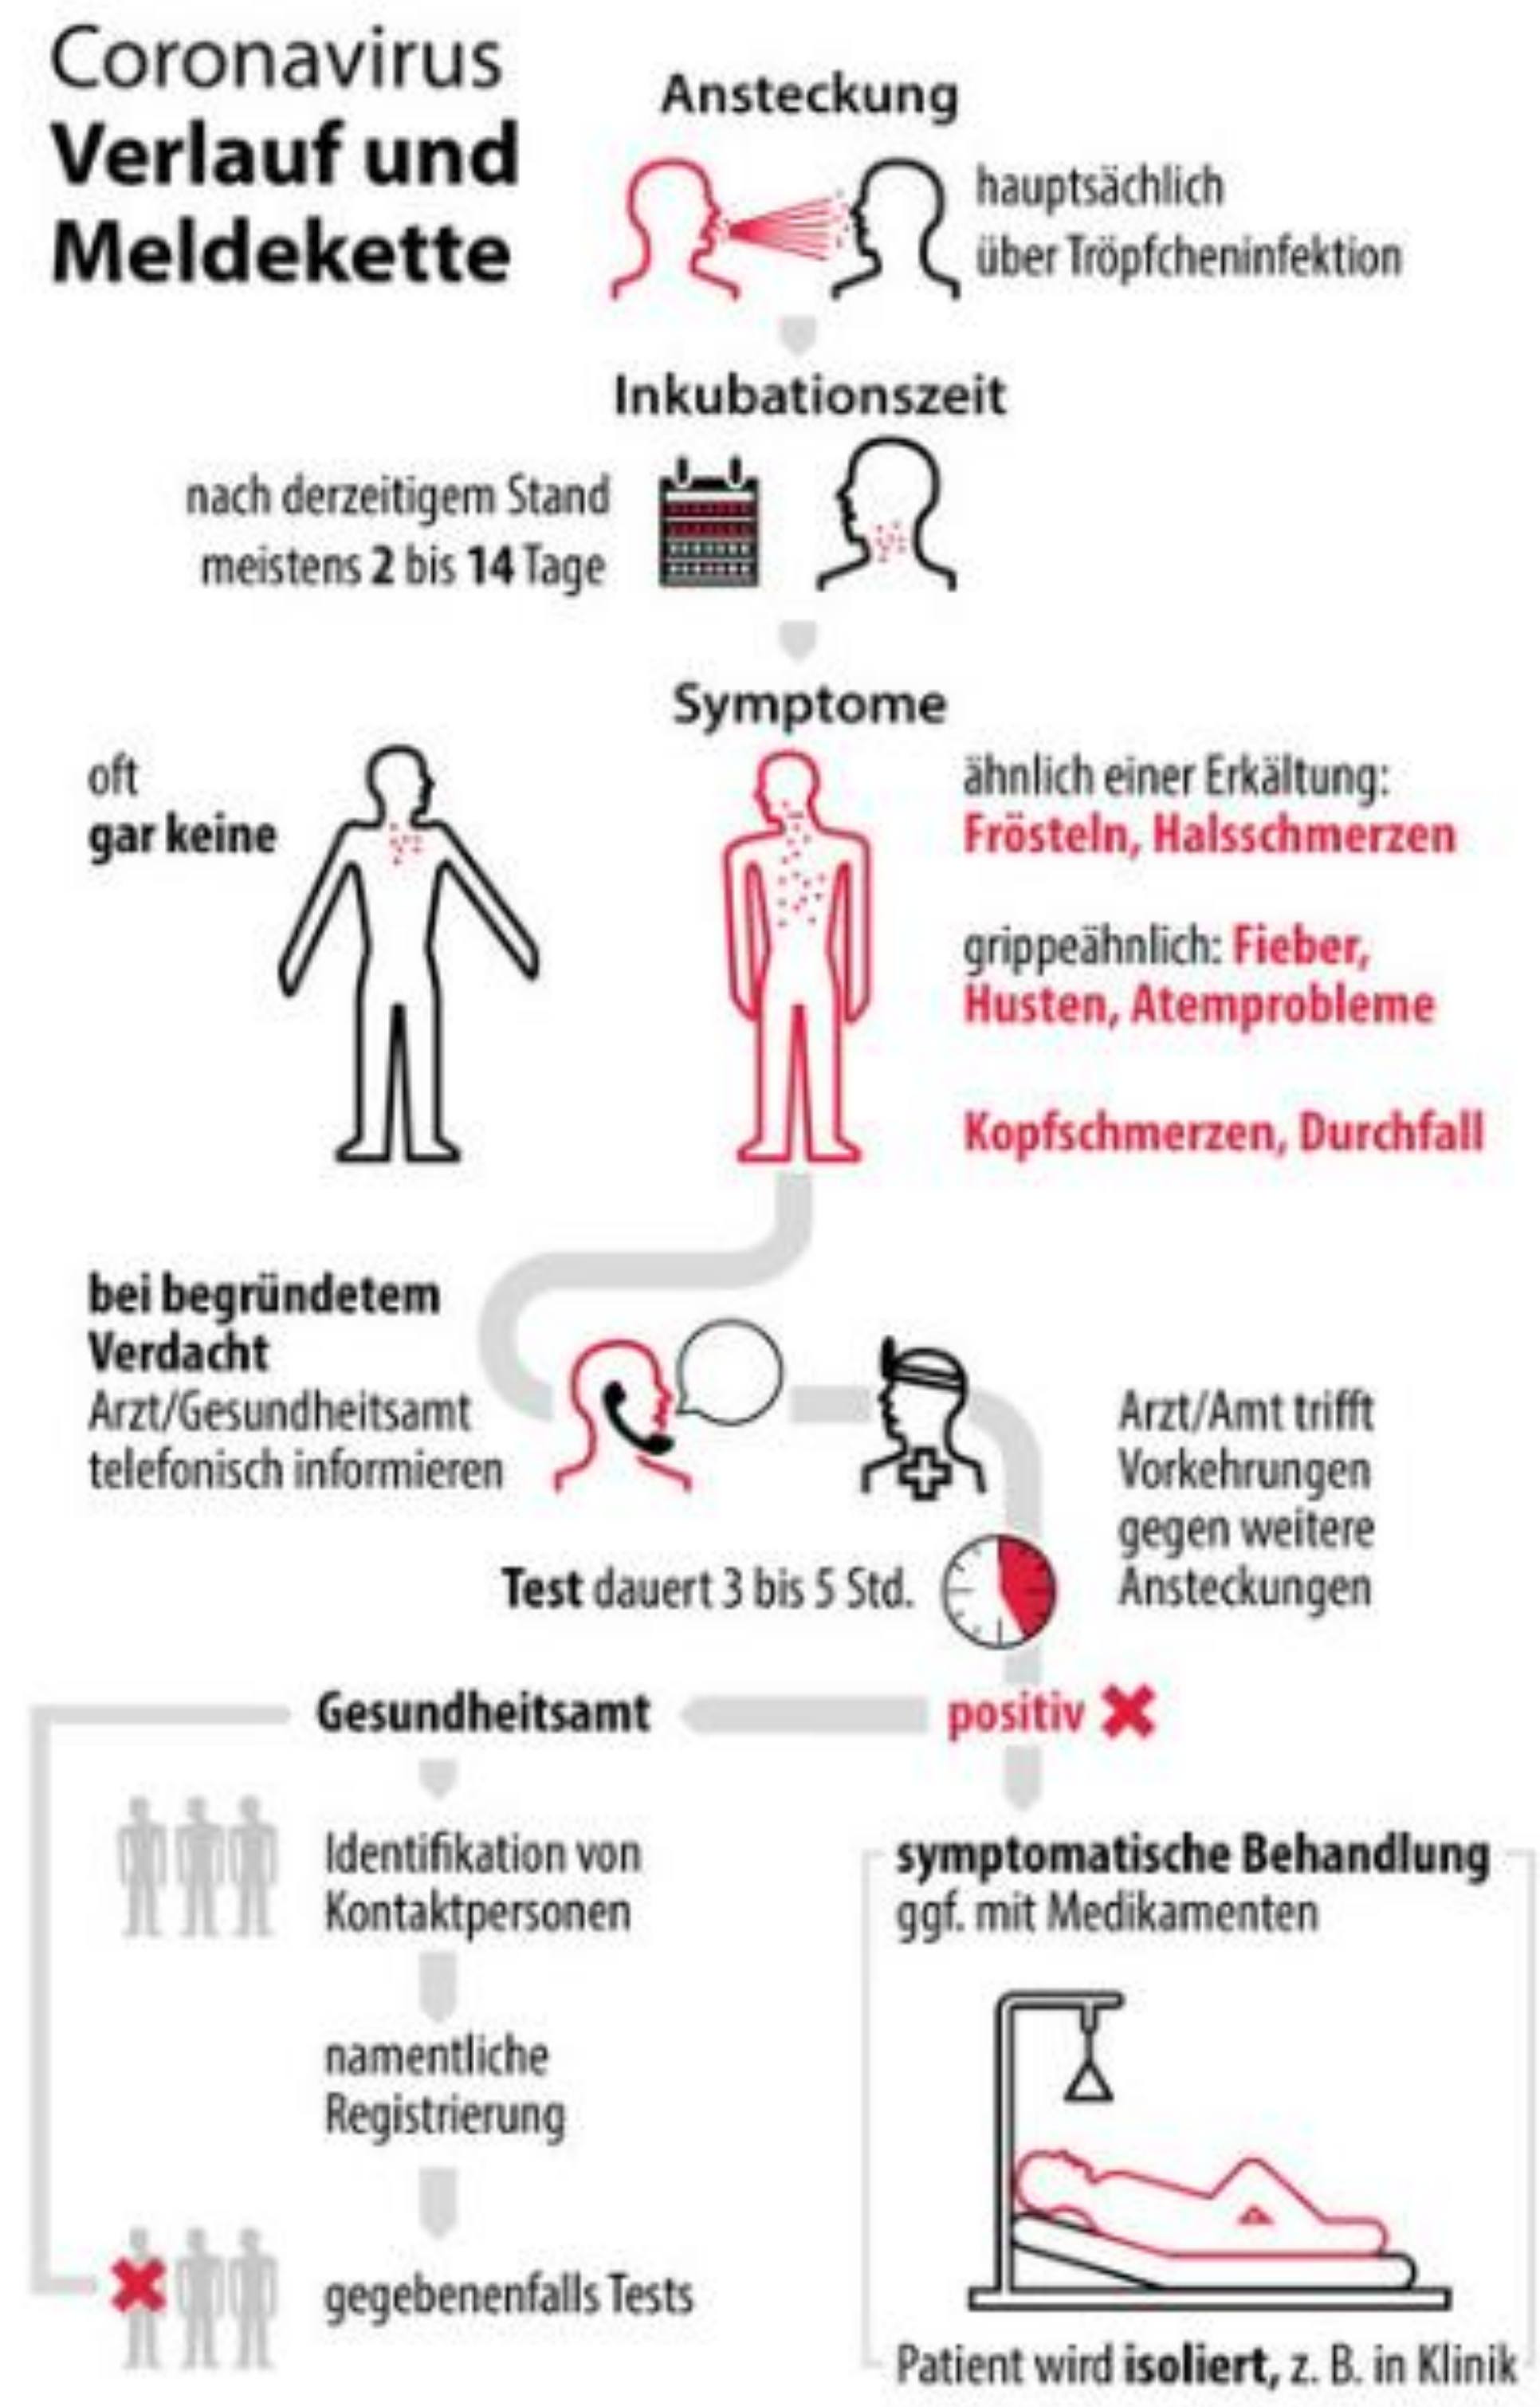 Coronavirus
Verlauf und
Meldekette
Ansteckung
hauptsächlich
über Tröpfcheninfektion
Inkubationszeit
nach derzeitigem Stand
meistens 2 bis 14 Tage
Symptome
oft
gar keine
ähnlich einer Erkältung:
Frösteln, Halsschmerzen
grippeähnlich: Fieber,
Husten, Atemprobleme
Kopfschmerzen, Durchfall
bei begründetem
Verdacht
Arzt/Gesundheitsamt
telefonisch informieren
Arzt/Amt trifft
Vorkehrungen
gegen weitere
Ansteckungen
Test dauert 3 bis 5 Std.
positiv
Gesundheitsamt
Identifikation von
Kontaktpersonen
namentliche
Registrierung
gegebenenfalls Tests
symptomatische Behandlung
ggf. mit Medikamenten
Patient wird isoliert, z. B. in Klinik